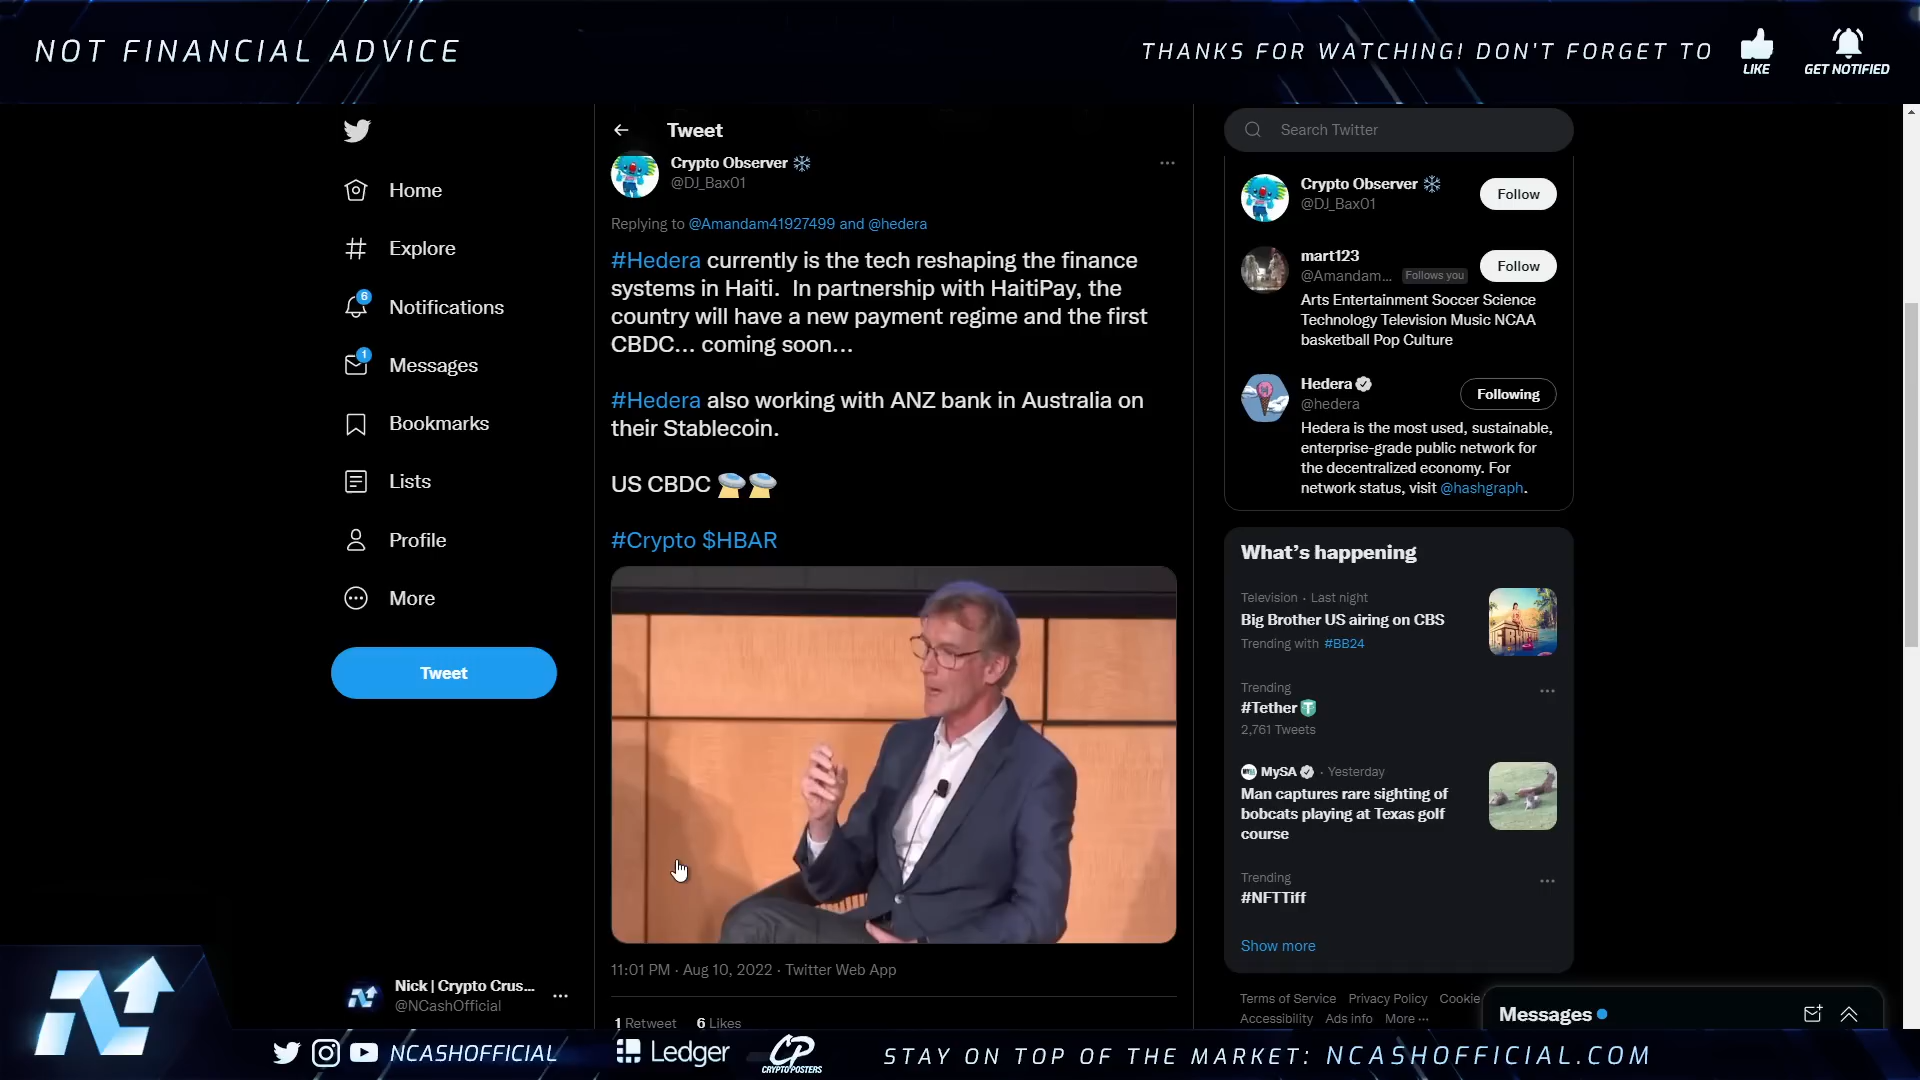 NOT FINANCIAL ADVICE
THANKS FOR WATCHING! DON'T FORGET TO
LIKE
GET NOTIFIED
Home
Explore
6
Notifications
1
Messages
Bookmarks
Lists
Profile
More
Tweet
Nick | Crypto Crus...
@NCashOfficial
Tweet
Crypto Observer
@DJ_Bax01
Replying to @Amandam41927499 and @hedera
#Hedera currently is the tech reshaping the finance
systems in Haiti.  In partnership with HaitiPay, the
country will have a new payment regime and the first
CBDC... coming soon...
#Hedera also working with ANZ bank in Australia on
their Stablecoin.
US CBDC 🛸🛸
#Crypto $HBAR
11:01 PM · Aug 10, 2022 · Twitter Web App
1 Retweet 6 Likes
Search Twitter
Crypto Observer
@DJ_Bax01
Follow
mart123
@Amandam... Follows you
Follow
Arts Entertainment Soccer Science
Technology Television Music NCAA
basketball Pop Culture
Hedera
@hedera
Following
Hedera is the most used, sustainable,
enterprise-grade public network for
the decentralized economy. For
network status, visit @hashgraph.
What's happening
Television · Last night
Big Brother US airing on CBS
Trending with #BB24
Trending
#Tether
2,761 Tweets
MySA · Yesterday
Man captures rare sighting of
bobcats playing at Texas golf
course
Trending
#NFTTiff
Show more
Terms of Service Privacy Policy Cookie
Accessibility Ads info More ...
Messages
NCASHOFFICIAL
Ledger
CP
CRYPTOPOSTERS
STAY ON TOP OF THE MARKET: NCASHOFFICIAL.COM